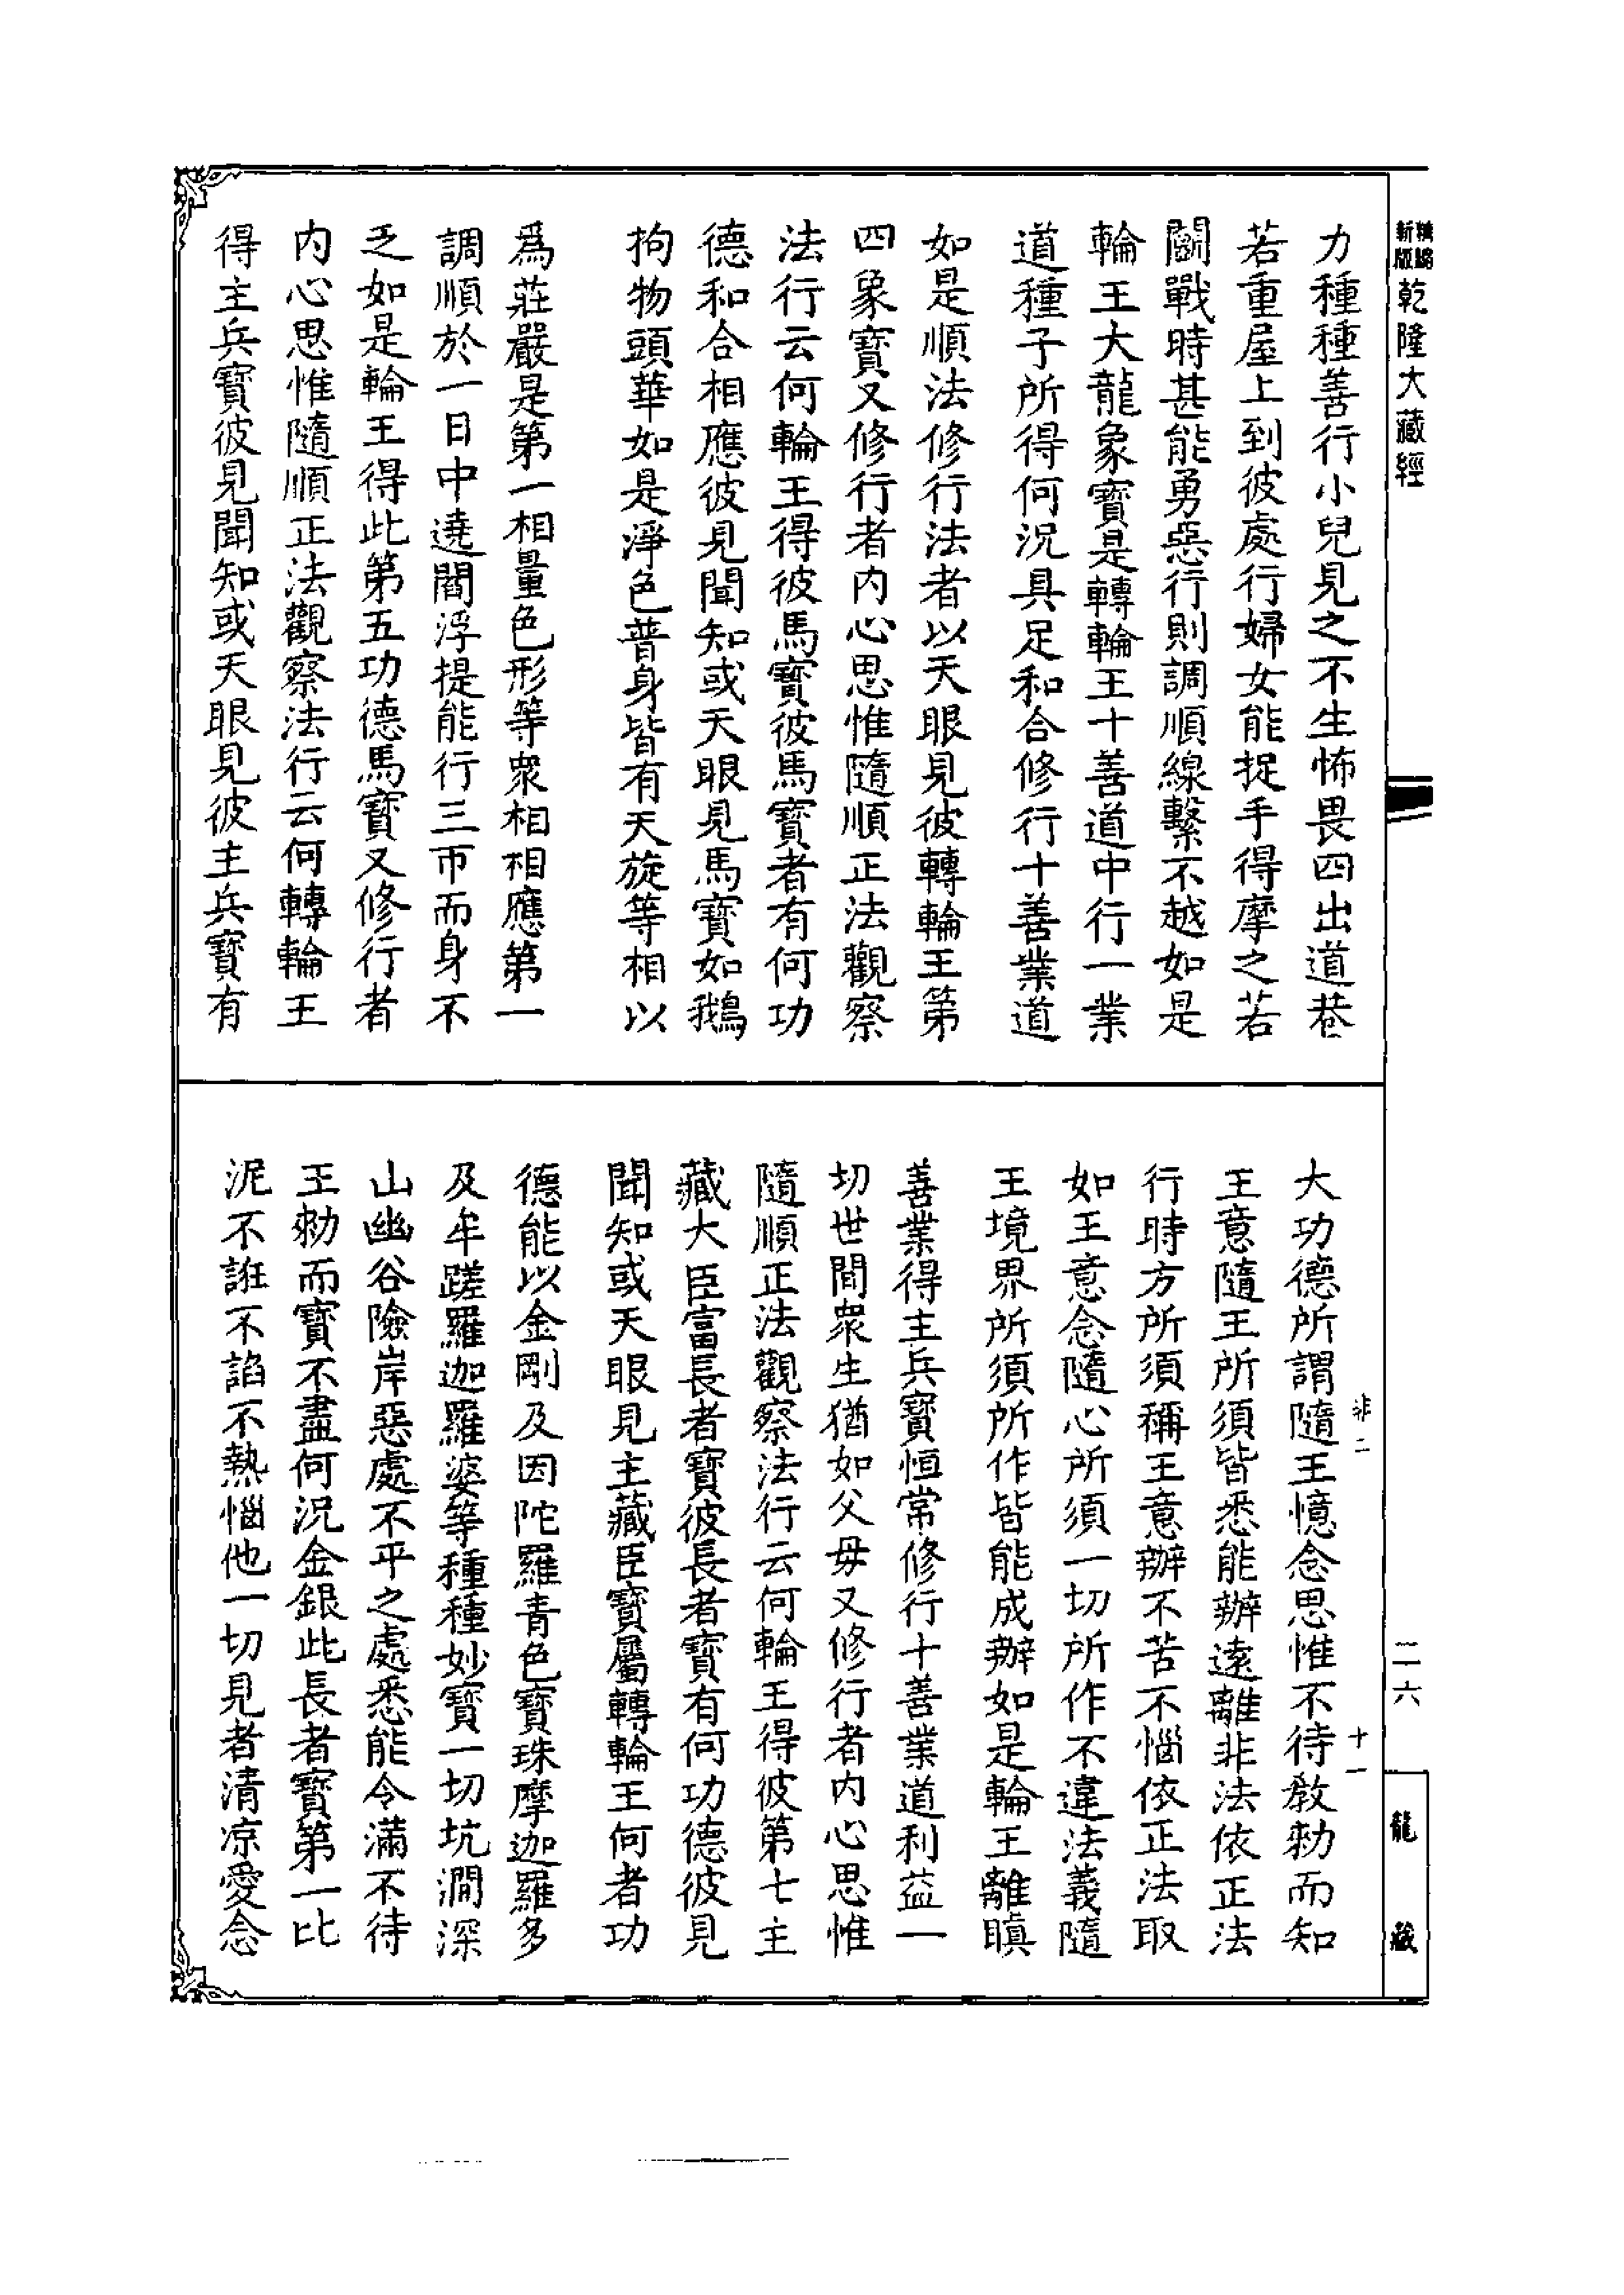 新版
乾隆大藏經
力種種善行小兒見之不生怖畏四出道巷
若重屋上到彼處行婦女能捉手得摩之若
鬬戰時甚能勇惡行則調順線繫不越如是
輪王大龍象寶是轉輪王十善道中行一業
道種子所得何況具足和合修行十善業道
如是順法修行法者以天眼見彼轉輪王第
四象寶又修行者內心思惟隨順正法觀察
法行云何輪王得彼馬寶彼馬寶者有何功
德和合相應彼見聞知或天眼見馬寶如鵝
拘物頭華如是淨色普身皆有天旋等相以
為莊嚴是第一相量色形等衆相相應第一
調順於一日中遶閻浮提能行三帀而身不
乏如是輪王得此第五功德馬寶又修行者
內心思惟隨順正法觀察法行云何轉輪王
得主兵寶彼見聞知或天眼見彼主兵寶有
大功德所謂隨王憶念思惟不待教勅而知
王意隨王所須皆悉能辦遠離非法依正法
行時方所須稱王意辦不苦不惱依正法取
如王意念隨心所須一切所作不違法義隨
王境界所須所作皆能成辦如是輪王離瞋
善業得主兵寶恒常修行十善業道利益一
切世間衆生猶如父母又修行者內心思惟
隨順正法觀察法行云何輪王得彼第七主
藏大臣富長者寶彼長者寶有何功德彼見
聞知或天眼見主藏臣寶屬轉輪王何者功
德能以金剛及因陀羅青色寶珠摩迦羅多
及牟蹉羅迦羅婆等種種妙寶一切坑澗深
山幽谷險岸惡處不平之處悉能令滿不待
王勅而寶不盡何況金銀此長者寶第一比
泥不誑不諂不熱惱他一切見者清涼愛念
非二
十一
二六
龍藏